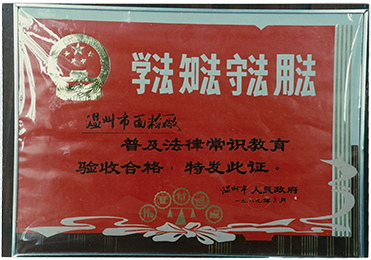 学法知法守法用法
温州市面粉厰
普及法律常识教育
验收合格，特发此证。
温州市人民政府